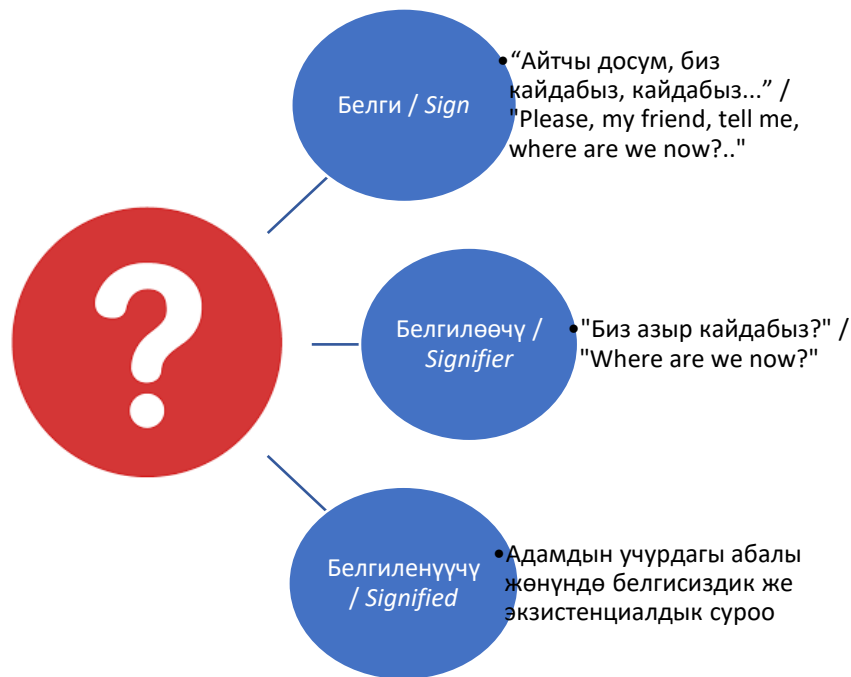 Белги / Sign
•“Айтчы досум, биз
кайдабыз, кайдабыз...” /
"Please, my friend, tell me,
where are we now?.."
?
Белгилөөчү /
Signifier
•"Биз азыр кайдабыз?" /
"Where are we now?"
Белгиленүүчү
/ Signified
•Адамдын учурдагы абалы
жөнүндө белгисиздик же
экзистенциалдык суроо